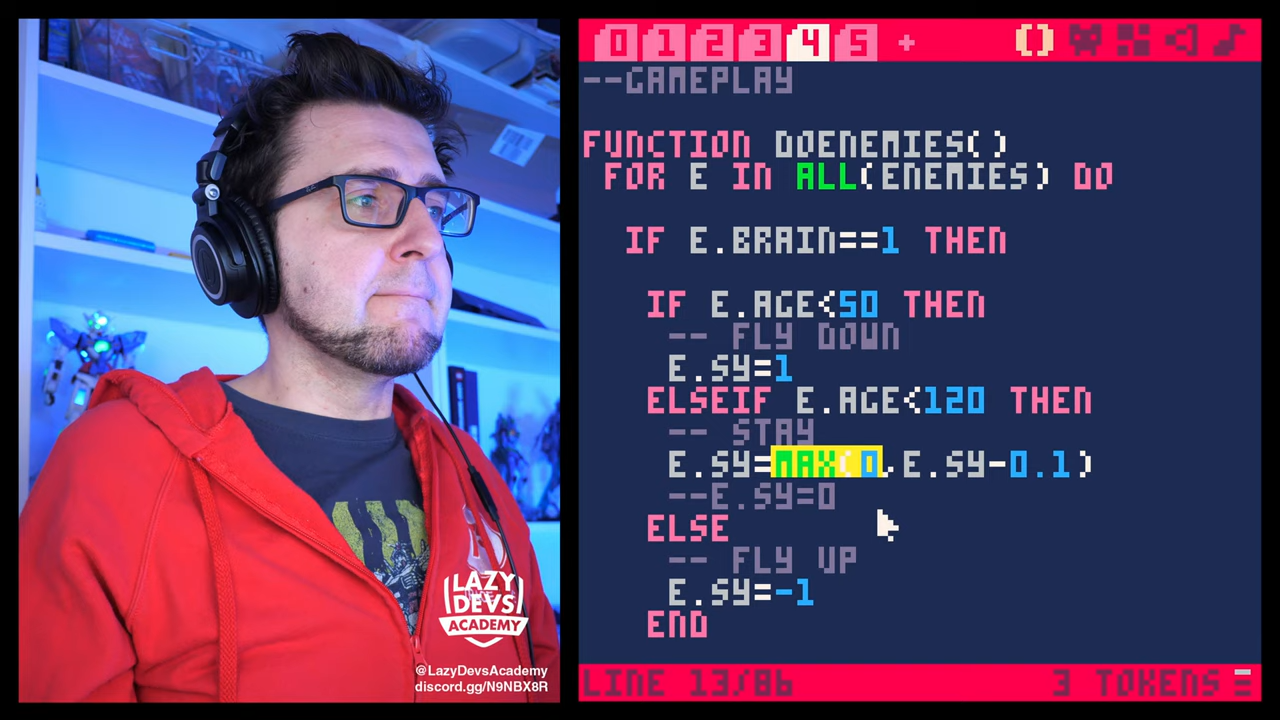 0 1 2 3 4 5 +
--GAMEPLAY
FUNCTION DOENEMIES()
FOR E IN ALL(ENEMIES) DO
IF E.BRAIN==1 THEN
IF E.AGE<50 THEN
-- FLY DOWN
E.SY=1
ELSEIF E.AGE<120 THEN
-- STAY
E.SY=MAX(0,E.SY-0.1)
--E.SY=0
ELSE
-- FLY UP
E.SY=-1
END
LINE 13/86
3 TOKENS
LAZY
DEVS
ACADEMY
@LazyDevsAcademy
discord.gg/N9NBX8R